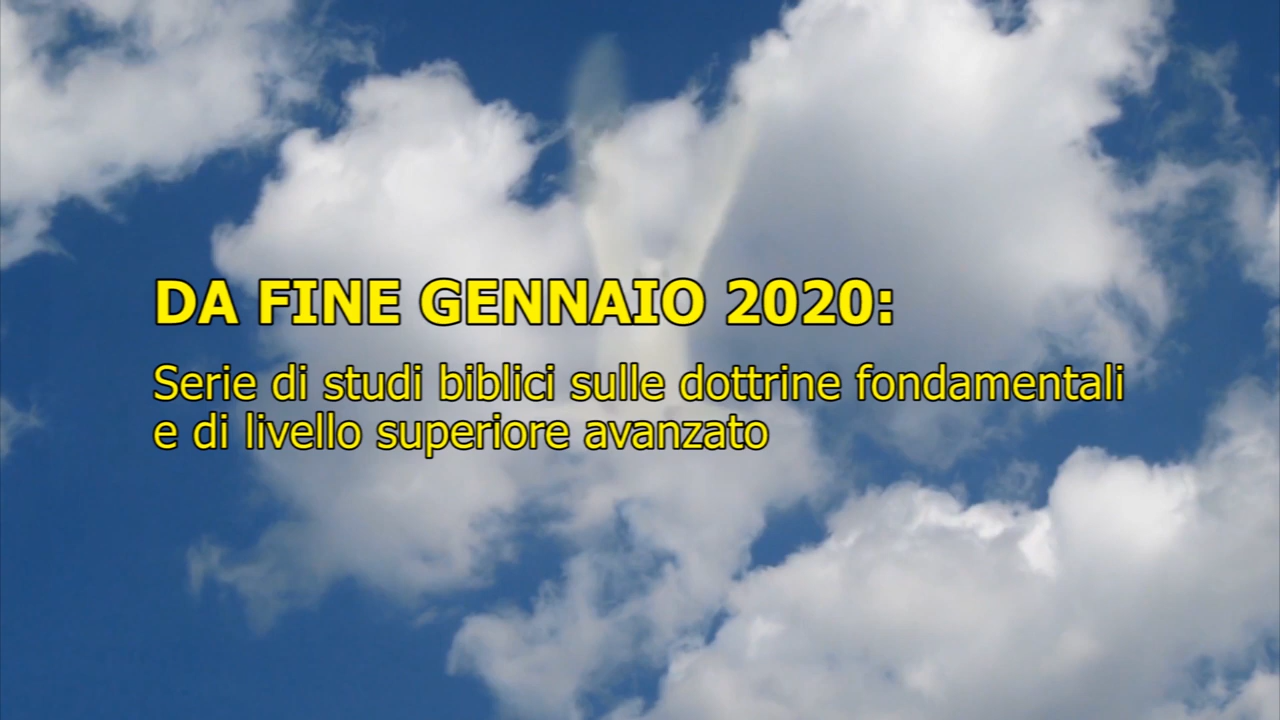 DA FINE GENNAIO 2020:
Serie di studi biblici sulle dottrine fondamentali
e di livello superiore avanzato